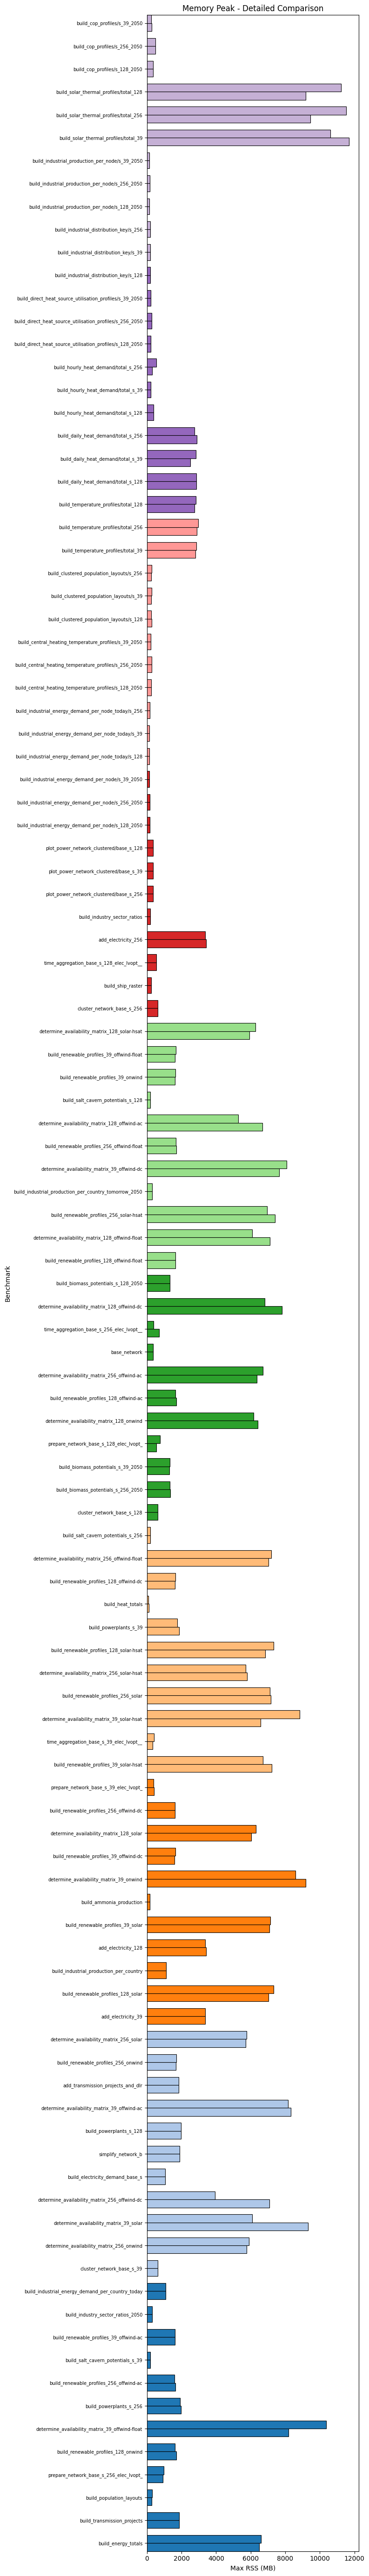 Memory Peak - Detailed Comparison
build_cop_profiles/s_39_2050
build_cop_profiles/s_256_2050
build_cop_profiles/s_128_2050
build_solar_thermal_profiles/total_128
build_solar_thermal_profiles/total_256
build_solar_thermal_profiles/total_39
build_industrial_production_per_node/s_39_2050
build_industrial_production_per_node/s_256_2050
build_industrial_production_per_node/s_128_2050
build_industrial_distribution_key/s_256
build_industrial_distribution_key/s_39
build_industrial_distribution_key/s_128
build_direct_heat_source_utilisation_profiles/s_39_2050
build_direct_heat_source_utilisation_profiles/s_256_2050
build_direct_heat_source_utilisation_profiles/s_128_2050
build_hourly_heat_demand/total_s_256
build_hourly_heat_demand/total_s_39
build_hourly_heat_demand/total_s_128
build_daily_heat_demand/total_s_256
build_daily_heat_demand/total_s_39
build_daily_heat_demand/total_s_128
build_temperature_profiles/total_128
build_temperature_profiles/total_256
build_temperature_profiles/total_39
build_clustered_population_layouts/s_256
build_clustered_population_layouts/s_39
build_clustered_population_layouts/s_128
build_central_heating_temperature_profiles/s_39_2050
build_central_heating_temperature_profiles/s_256_2050
build_central_heating_temperature_profiles/s_128_2050
build_industrial_energy_demand_per_node_today/s_256
build_industrial_energy_demand_per_node_today/s_39
build_industrial_energy_demand_per_node_today/s_128
build_industrial_energy_demand_per_node/s_39_2050
build_industrial_energy_demand_per_node/s_256_2050
build_industrial_energy_demand_per_node/s_128_2050
plot_power_network_clustered/base_s_128
plot_power_network_clustered/base_s_39
plot_power_network_clustered/base_s_256
build_industry_sector_ratios
add_electricity_256
time_aggregation_base_s_128_elec_lvopt__
build_ship_raster
cluster_network_base_s_256
determine_availability_matrix_128_solar-hsat
build_renewable_profiles_39_offwind-float
build_renewable_profiles_39_onwind
build_salt_cavern_potentials_s_128
determine_availability_matrix_128_offwind-ac
build_renewable_profiles_256_offwind-float
determine_availability_matrix_39_offwind-dc
build_industrial_production_per_country_tomorrow_2050
build_renewable_profiles_256_solar-hsat
determine_availability_matrix_128_offwind-float
build_renewable_profiles_128_offwind-float
build_biomass_potentials_s_128_2050
determine_availability_matrix_128_offwind-dc
time_aggregation_base_s_256_elec_lvopt__
base_network
determine_availability_matrix_256_offwind-ac
build_renewable_profiles_128_offwind-ac
determine_availability_matrix_128_onwind
prepare_network_base_s_128_elec_lvopt_
build_biomass_potentials_s_39_2050
build_biomass_potentials_s_256_2050
cluster_network_base_s_128
build_salt_cavern_potentials_s_256
determine_availability_matrix_256_offwind-float
build_renewable_profiles_128_offwind-dc
build_heat_totals
build_powerplants_s_39
build_renewable_profiles_128_solar-hsat
determine_availability_matrix_256_solar-hsat
build_renewable_profiles_256_solar
determine_availability_matrix_39_solar-hsat
time_aggregation_base_s_39_elec_lvopt__
build_renewable_profiles_39_solar-hsat
prepare_network_base_s_39_elec_lvopt_
build_renewable_profiles_256_offwind-dc
determine_availability_matrix_128_solar
build_renewable_profiles_39_offwind-dc
determine_availability_matrix_39_onwind
build_ammonia_production
build_renewable_profiles_39_solar
add_electricity_128
build_industrial_production_per_country
build_renewable_profiles_128_solar
add_electricity_39
determine_availability_matrix_256_solar
build_renewable_profiles_256_onwind
add_transmission_projects_and_dlr
determine_availability_matrix_39_offwind-ac
build_powerplants_s_128
simplify_network_b
build_electricity_demand_base_s
determine_availability_matrix_256_offwind-dc
determine_availability_matrix_39_solar
determine_availability_matrix_256_onwind
cluster_network_base_s_39
build_industrial_energy_demand_per_country_today
build_industry_sector_ratios_2050
build_renewable_profiles_39_offwind-ac
build_salt_cavern_potentials_s_39
build_renewable_profiles_256_offwind-ac
build_powerplants_s_256
determine_availability_matrix_39_offwind-float
build_renewable_profiles_128_onwind
prepare_network_base_s_256_elec_lvopt_
build_population_layouts
build_transmission_projects
build_energy_totals
Benchmark
0 2000 4000 6000 8000 10000 12000
Max RSS (MB)